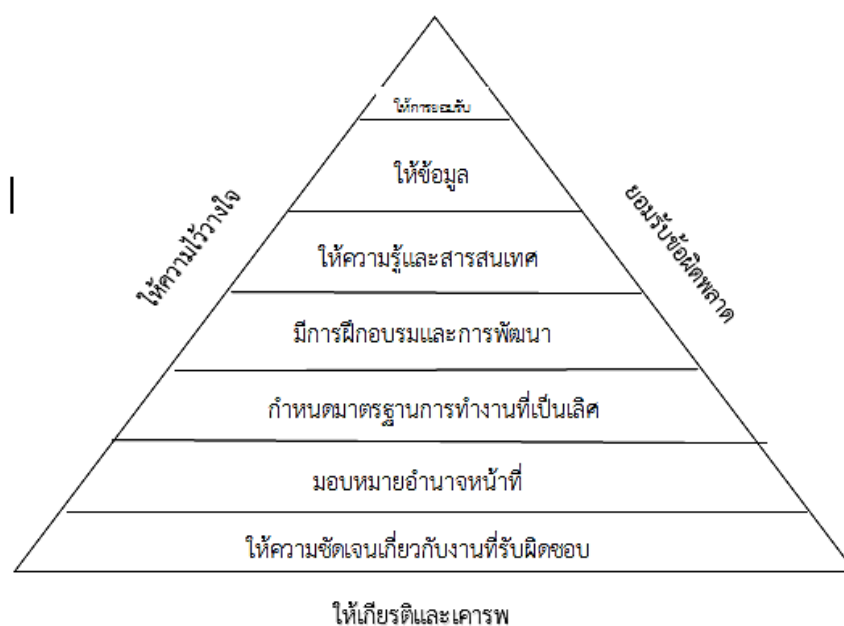 ให้การยอมรับ
ให้ข้อมูล
ให้ความไว้วางใจ
ยอมรับข้อผิดพลาด
ให้ความรู้และสารสนเทศ
มีการฝึกอบรมและการพัฒนา
กำหนดมาตรฐานการทำงานที่เป็นเลิศ
มอบหมายอำนาจหน้าที่
ให้ความชัดเจนเกี่ยวกับงานที่รับผิดชอบ
ให้เกียรติและเคารพ